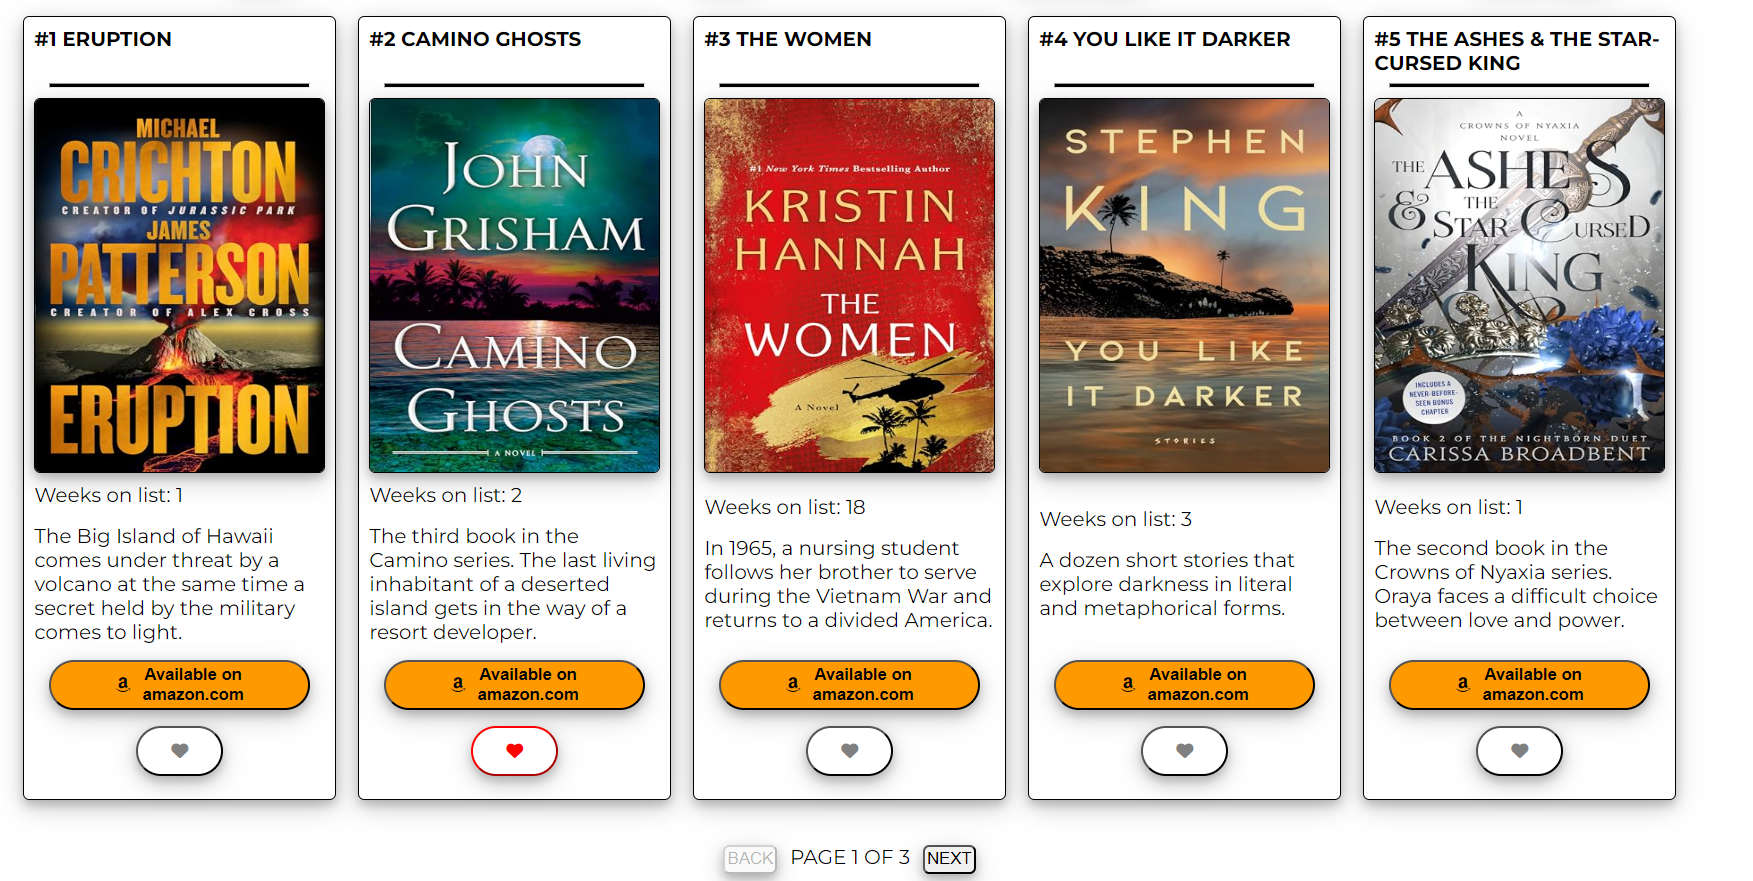 #1 ERUPTION
MICHAEL
CRICHTON
CREATOR OF JURASSIC PARK
JAMES
PATTERSON
CREATOR OF ALEX CROSS
ERUPTION
Weeks on list: 1
The Big Island of Hawaii
comes under threat by a
volcano at the same time a
secret held by the military
comes to light.
a Available on
amazon.com
#2 CAMINO GHOSTS
JOHN
GRISHAM
CAMINO
GHOSTS
A NOVEL
Weeks on list: 2
The third book in the
Camino series. The last living
inhabitant of a deserted
island gets in the way of a
resort developer.
a Available on
amazon.com
#3 THE WOMEN
#1 New York Times Bestselling Author
KRISTIN
HANNAH
THE
WOMEN
A Novel
Weeks on list: 18
In 1965, a nursing student
follows her brother to serve
during the Vietnam War and
returns to a divided America.
a Available on
amazon.com
#4 YOU LIKE IT DARKER
STEPHEN
KING
YOU LIKE
IT DARKER
STORIES
Weeks on list: 3
A dozen short stories that
explore darkness in literal
and metaphorical forms.
a Available on
amazon.com
#5 THE ASHES & THE STAR-
CURSED KING
A
CROWNS OF NYAXIA
NOVEL
THE ASHES
& THE
STAR-CURSED
KING
INCLUDES A
NEVER-BEFORE-
SEEN BONUS
CHAPTER
BOOK 2 OF THE NIGHTBORN DUET
CARISSA BROADBENT
Weeks on list: 1
The second book in the
Crowns of Nyaxia series.
Oraya faces a difficult choice
between love and power.
a Available on
amazon.com
BACK PAGE 1 OF 3 NEXT